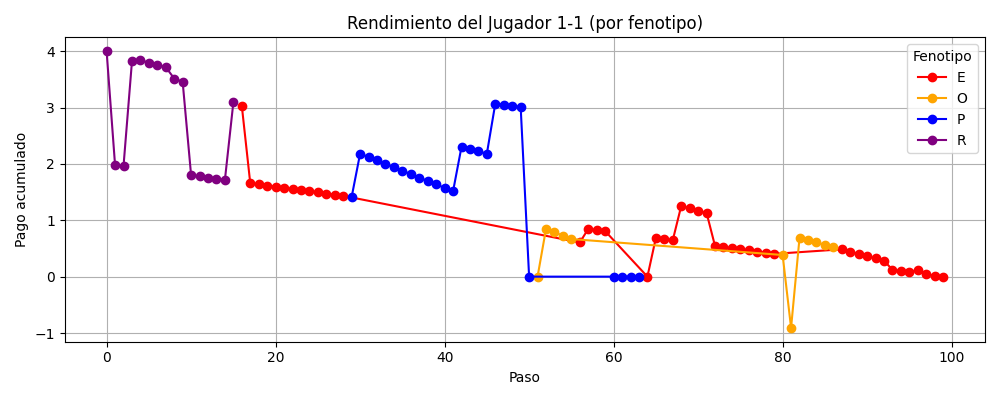 Rendimiento del Jugador 1-1 (por fenotipo)
Pago acumulado
4
3
2
1
0
−1
0 20 40 60 80 100
Paso
Fenotipo
E
O
P
R